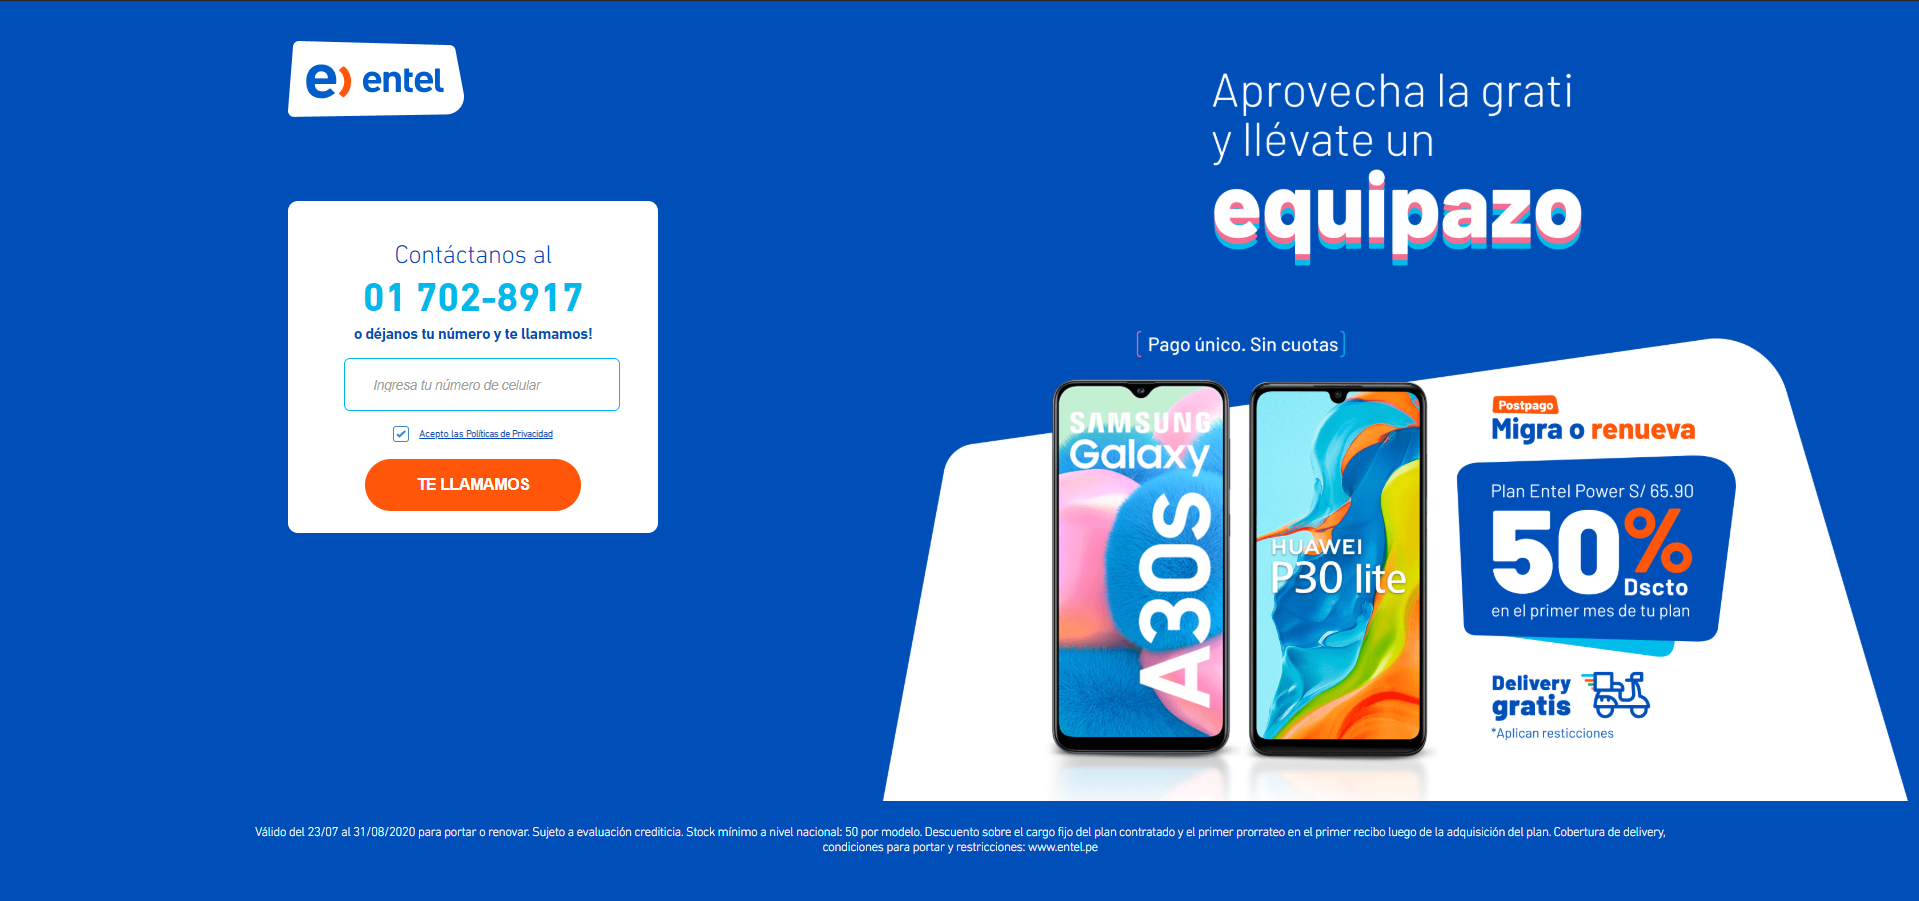 e) entel
Aprovecha la grati
y llévate un
equipazo
Contáctanos al
01 702-8917
o déjanos tu número y te llamamos!
Ingresa tu número de celular
Acepto las Políticas de Privacidad
TE LLAMAMOS
Pago único. Sin cuotas
SAMSUNG
Galaxy
A30s
HUAWEI
P30 lite
Postpago
Migra o renueva
Plan Entel Power S/ 65.90
50%
Dscto
en el primer mes de tu plan
Delivery
gratis
*Aplican resticciones
Válido del 23/07 al 31/08/2020 para portar o renovar. Sujeto a evaluación crediticia. Stock mínimo a nivel nacional: 50 por modelo. Descuento sobre el cargo fijo del plan contratado y el primer prorrateo en el primer recibo luego de la adquisición del plan. Cobertura de delivery,
condiciones para portar y restricciones: www.entel.pe